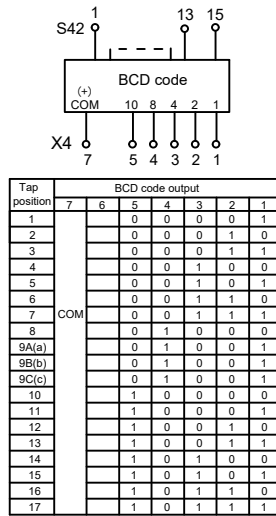 1 13 15
S42
BCD code
(+)
COM 10 8 4 2 1
X4
7 5 4 3 2 1
Tap position BCD code output
7 6 5 4 3 2 1
1 0 0 0 0 1
2 0 0 0 1 0
3 0 0 0 1 1
4 0 0 1 0 0
5 0 0 1 0 1
6 0 0 1 1 0
7 COM 0 0 1 1 1
8 0 1 0 0 0
9A(a) 0 1 0 0 1
9B(b) 0 1 0 0 1
9C(c) 0 1 0 0 1
10 1 0 0 0 0
11 1 0 0 0 1
12 1 0 0 1 0
13 1 0 0 1 1
14 1 0 1 0 0
15 1 0 1 0 1
16 1 0 1 1 0
17 1 0 1 1 1